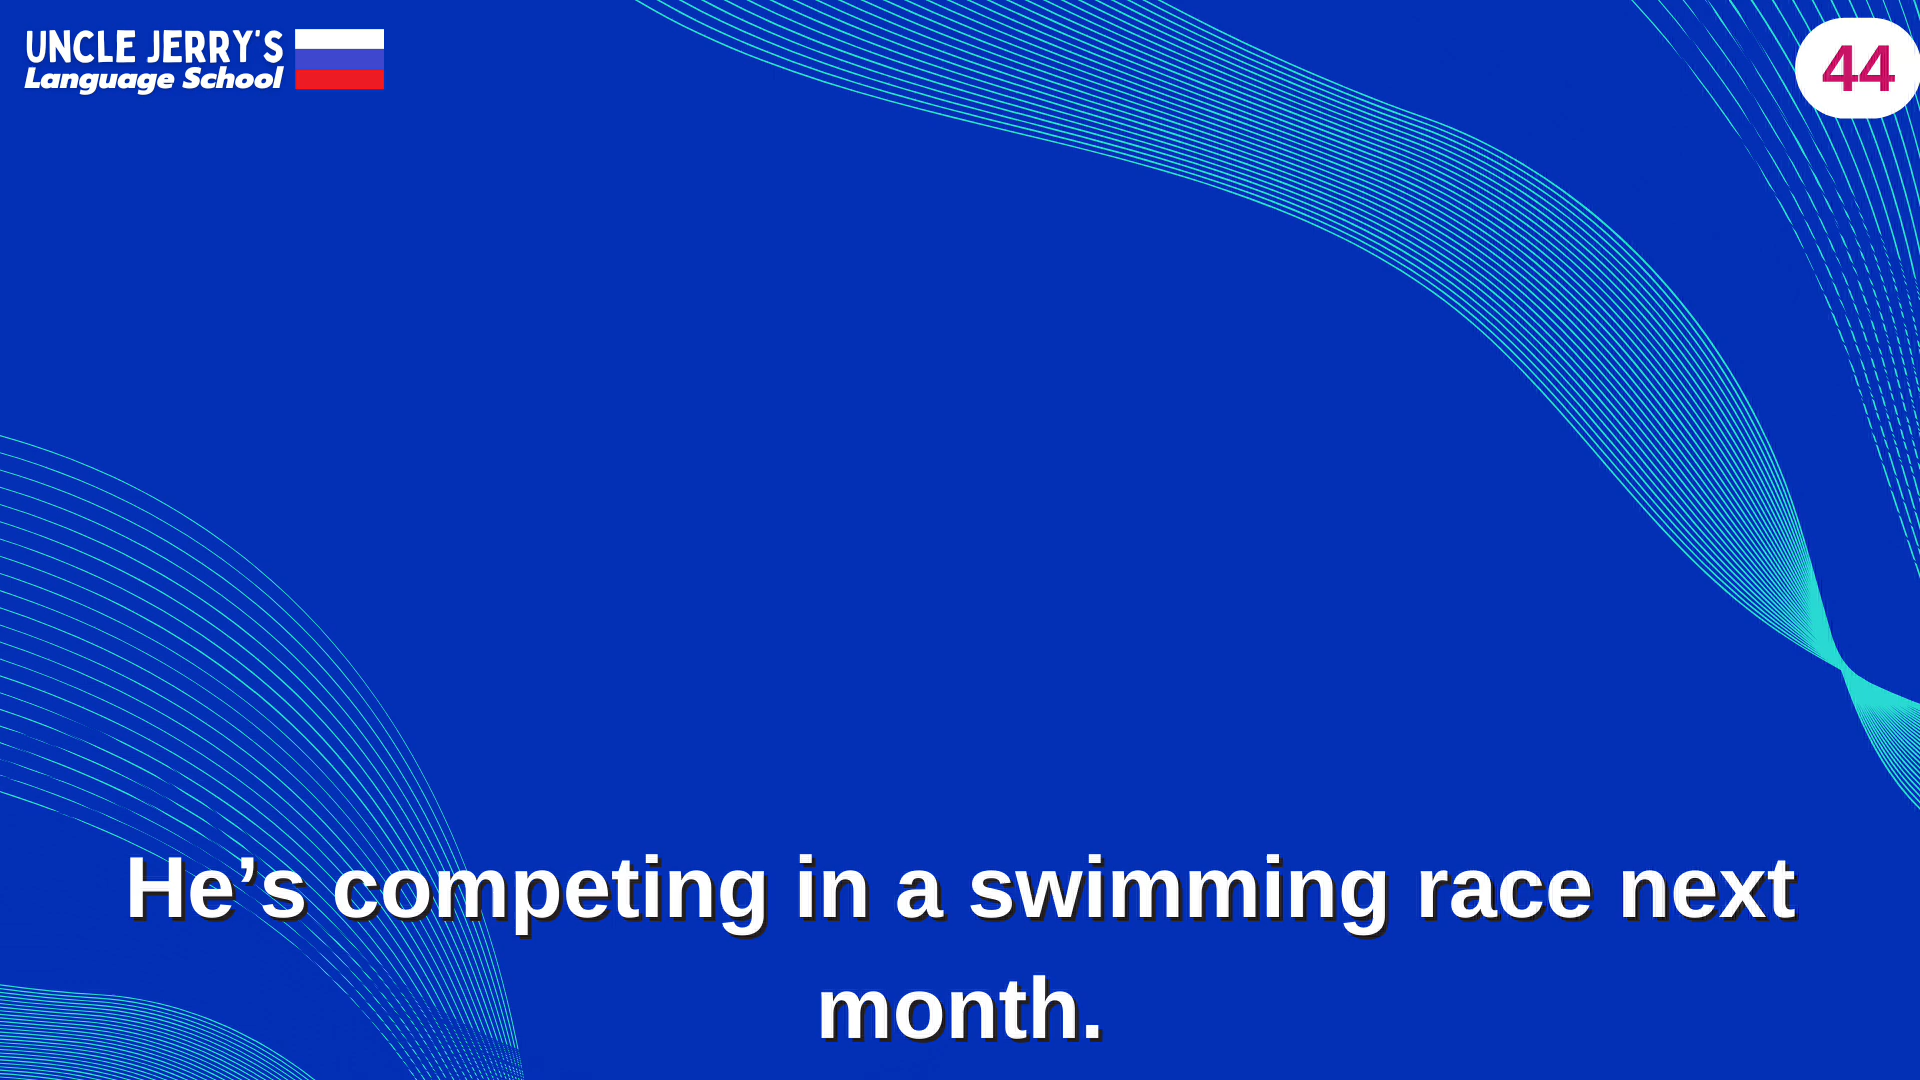 UNCLE JERRY'S
Language School
44
He’s competing in a swimming race next
month.